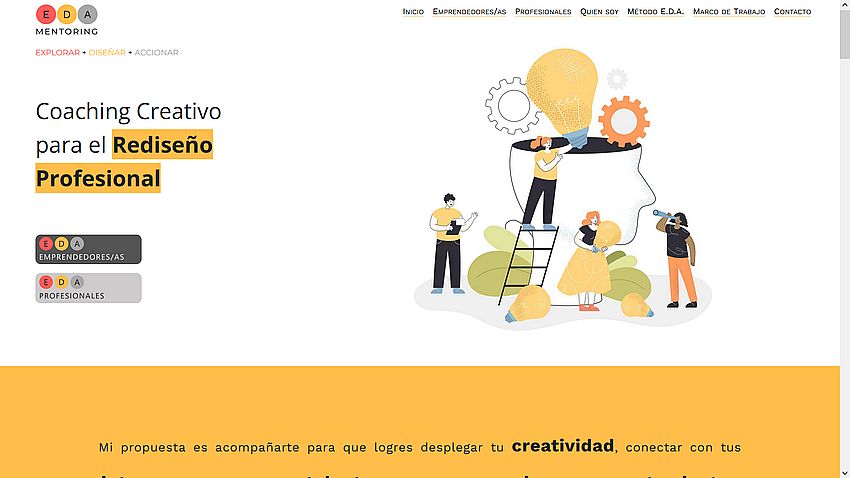 E D A
MENTORING
EXPLORAR + DISEÑAR + ACCIONAR
Inicio Emprendedores/as Profesionales Quien soy Método E.D.A. Marco de Trabajo Contacto
Coaching Creativo
para el Rediseño
Profesional
E D A
EMPRENDEDORES/AS
E D A
PROFESIONALES
Mi propuesta es acompañarte para que logres desplegar tu creatividad, conectar con tus